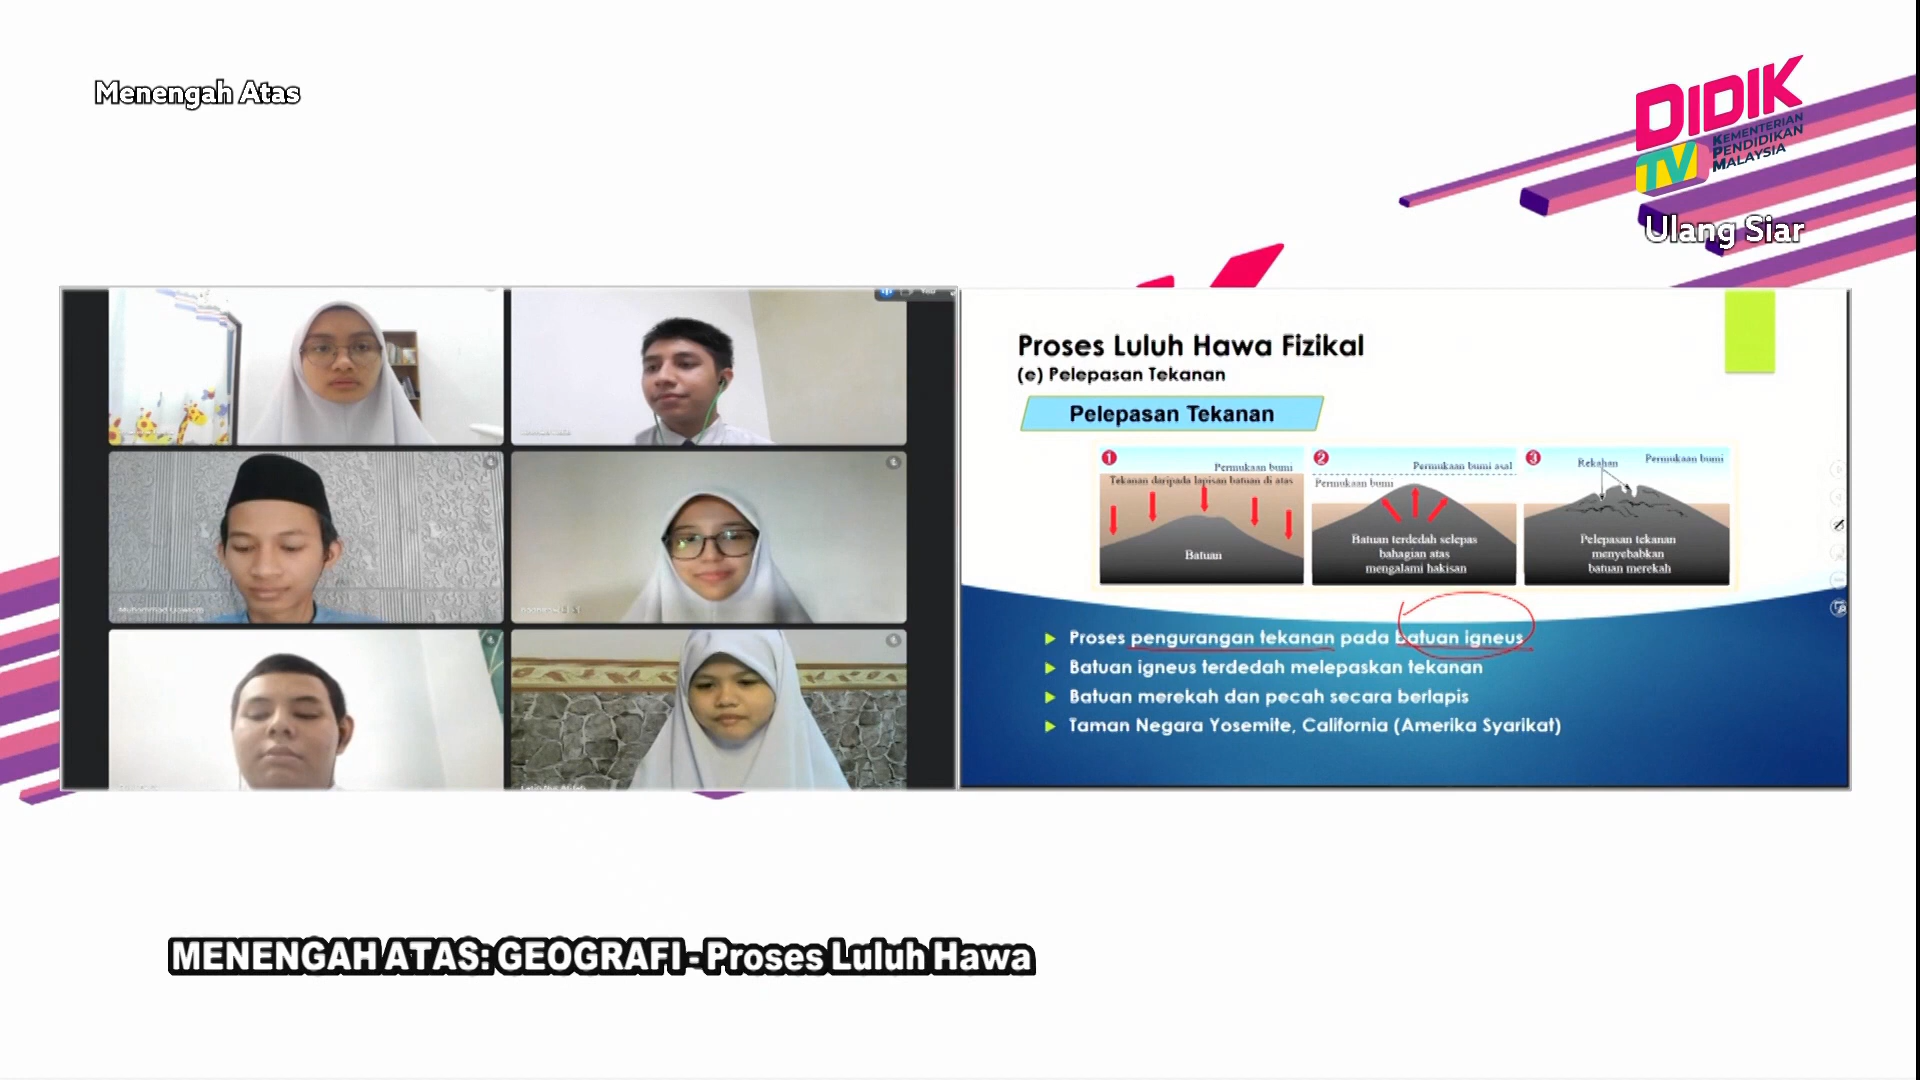 Menengah Atas
DIDIK
TV
KEMENTERIAN
PENDIDIKAN
MALAYSIA
Ulang Siar
Proses Luluh Hawa Fizikal
(e) Pelepasan Tekanan
Pelepasan Tekanan
1
Permukaan bumi
Tekanan daripada lapisan batuan di atas
Batuan
2
Permukaan bumi asal
Permukaan bumi
Batuan terdedah selepas
bahagian atas
mengalami hakisan
3
Rekahan
Permukaan bumi
Pelepasan tekanan
menyebabkan
batuan merekah
Proses pengurangan tekanan pada batuan igneus
Batuan igneus terdedah melepaskan tekanan
Batuan merekah dan pecah secara berlapis
Taman Negara Yosemite, California (Amerika Syarikat)
MENENGAH ATAS: GEOGRAFI - Proses Luluh Hawa